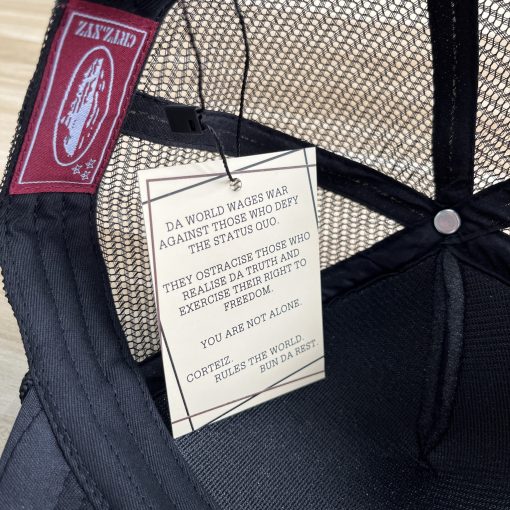 CRTZ.XYZ
DA WORLD WAGES WAR
AGAINST THOSE WHO DEFY
THE STATUS QUO.
THEY OSTRACISE THOSE WHO
REALISE DA TRUTH AND
EXERCISE THEIR RIGHT TO
FREEDOM.
YOU ARE NOT ALONE.
CORTEIZ.
RULES THE WORLD.
BUN DA REST.